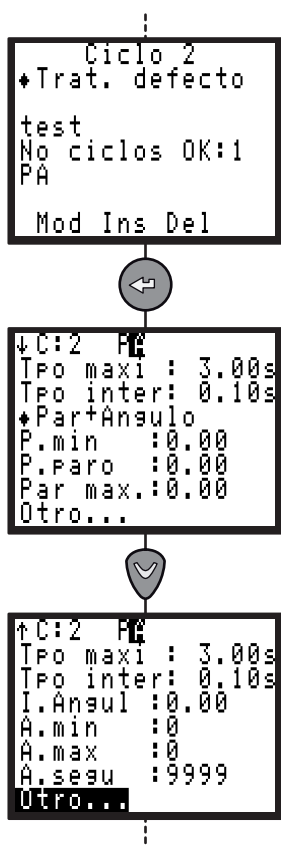 Ciclo 2
♦Trat. defecto
test
No ciclos OK:1
PA
Mod Ins Del
↓C:2 PA
Tpo maxi : 3.00s
Tpo inter: 0.10s
♦Par+Angulo
P.min :0.00
P.paro :0.00
Par max.:0.00
Otro...
↑C:2 PA
Tpo maxi : 3.00s
Tpo inter: 0.10s
I.Angul :0.00
A.min :0
A.max :0
A.segu :9999
Otro...